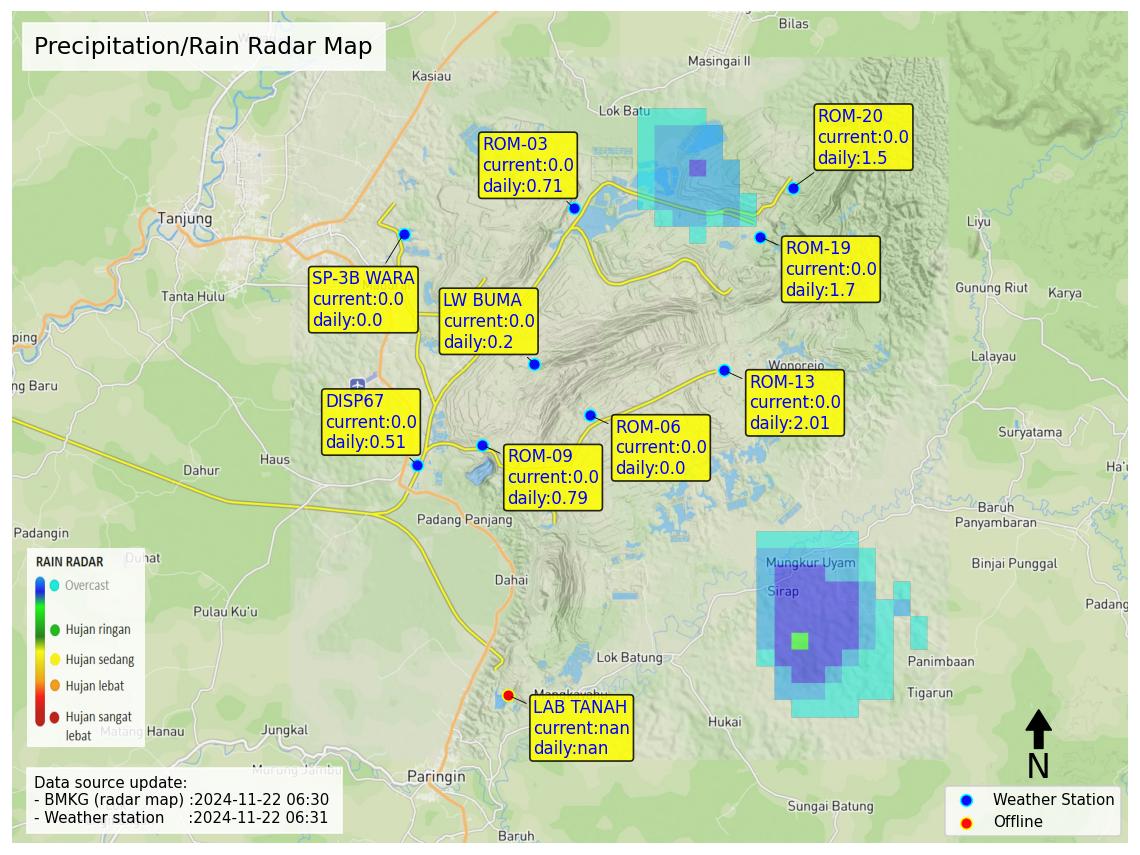 Precipitation/Rain Radar Map
Bilas
Masingai II
Kasiau
Lok Batu
ROM-20
current:0.0
daily:1.5
ROM-03
current:0.0
daily:0.71
Tanjung
Liyu
ROM-19
current:0.0
daily:1.7
SP-3B WARA
current:0.0
daily:0.0
Tanta Hulu
LW BUMA
current:0.0
daily:0.2
Gunung Riut
Karya
ping
Lalayau
Wonorejo
ng Baru
ROM-13
current:0.0
daily:2.01
DISP67
current:0.0
daily:0.51
ROM-06
current:0.0
daily:0.0
Suryatama
Haus
Dahur
ROM-09
current:0.0
daily:0.79
Ha'u
Baruh
Panyambaran
Padang Panjang
Padangin
Mungkur Uyam
Binjai Punggal
Dahai
Sirap
Padang
Pulau Ku'u
RAIN RADAR
Overcast
Hujan ringan
Hujan sedang
Hujan lebat
Hujan sangat
lebat
Lok Batung
Panimbaan
Tigarun
LAB TANAH
current:nan
daily:nan
Hukai
Jungkal
Paringin
Sungai Batung
Baruh
Data source update:
- BMKG (radar map) :2024-11-22 06:30
- Weather station :2024-11-22 06:31
N
Weather Station
Offline